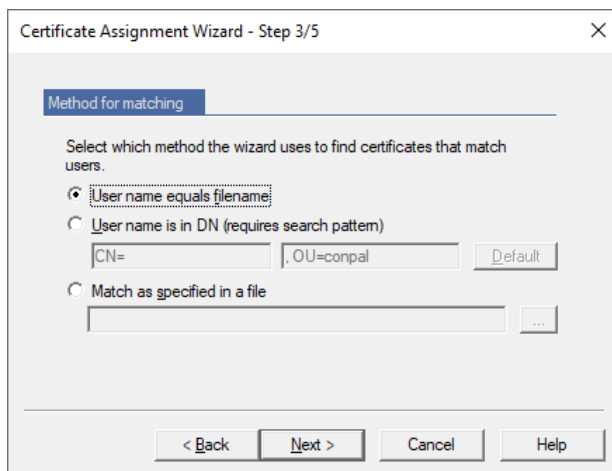 Certificate Assignment Wizard - Step 3/5
Method for matching
Select which method the wizard uses to find certificates that match
users.
User name equals filename
User name is in DN (requires search pattern)
CN= , OU=conpal Default
Match as specified in a file
...
< Back Next > Cancel Help